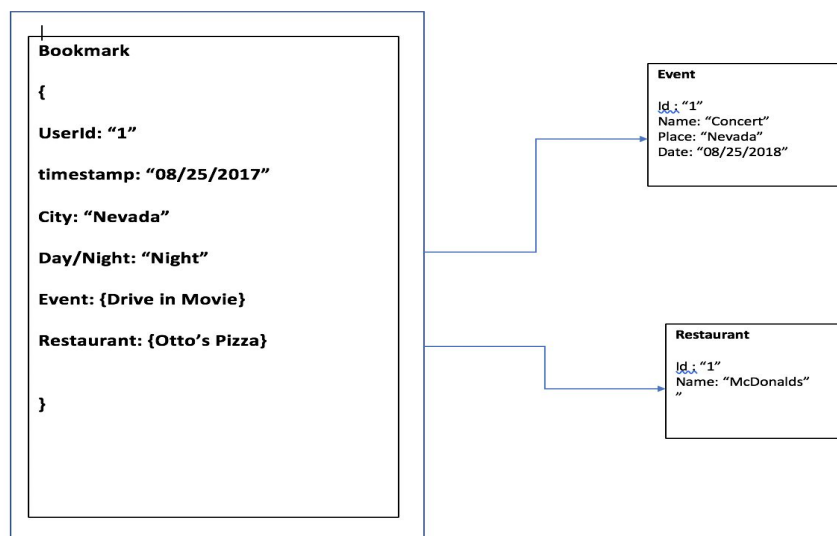 Bookmark
{
UserId: “1”
timestamp: “08/25/2017”
City: “Nevada”
Day/Night: “Night”
Event: {Drive in Movie}
Restaurant: {Otto’s Pizza}
}
Event
Id : “1”
Name: “Concert”
Place: “Nevada”
Date: “08/25/2018”
Restaurant
Id : “1”
Name: “McDonalds”
”